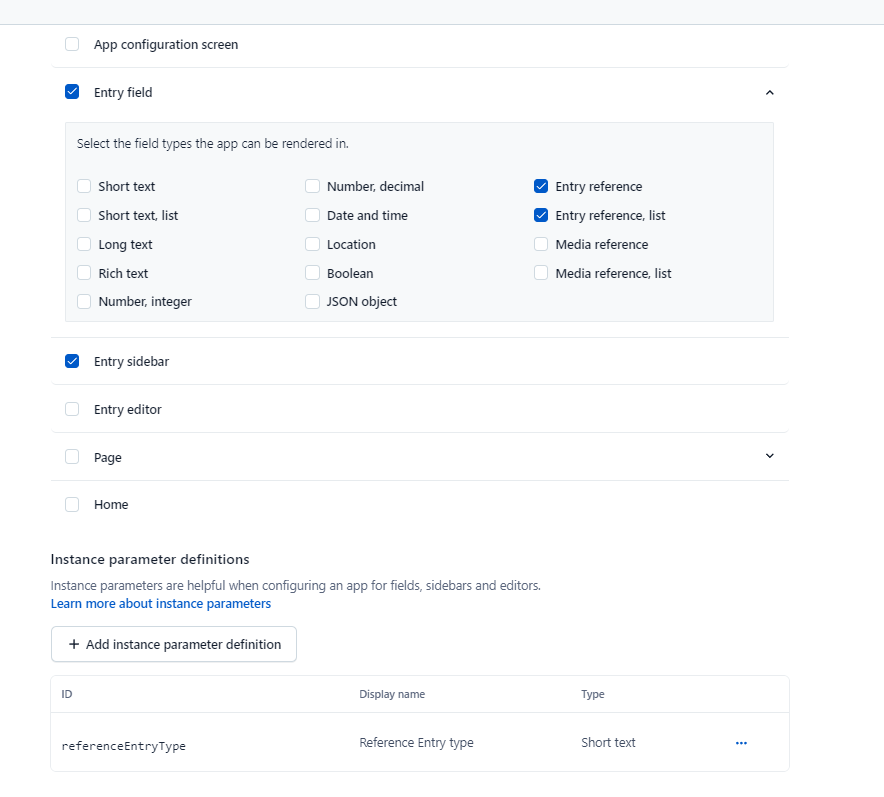 App configuration screen
Entry field
Select the field types the app can be rendered in.
Short text
Number, decimal
Entry reference
Short text, list
Date and time
Entry reference, list
Long text
Location
Media reference
Rich text
Boolean
Media reference, list
Number, integer
JSON object
Entry sidebar
Entry editor
Page
Home
Instance parameter definitions
Instance parameters are helpful when configuring an app for fields, sidebars and editors.
Learn more about instance parameters
+ Add instance parameter definition
ID Display name Type
referenceEntryType Reference Entry type Short text